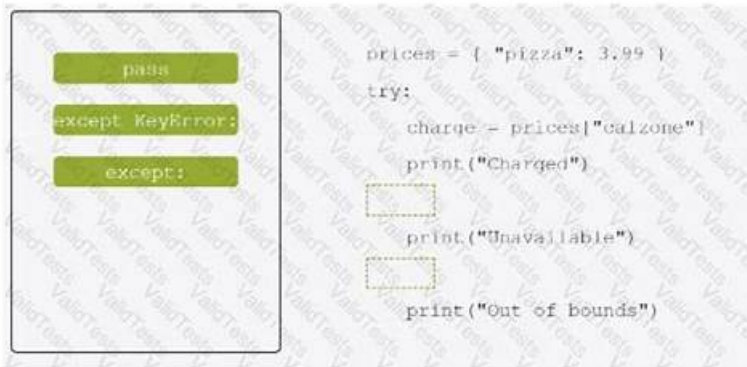 pass
except KeyError:
except:
prices = { "pizza": 3.99 }
try:
charge = prices["calzone"]
print("Charged")
print("Unavailable")
print("Out of bounds")